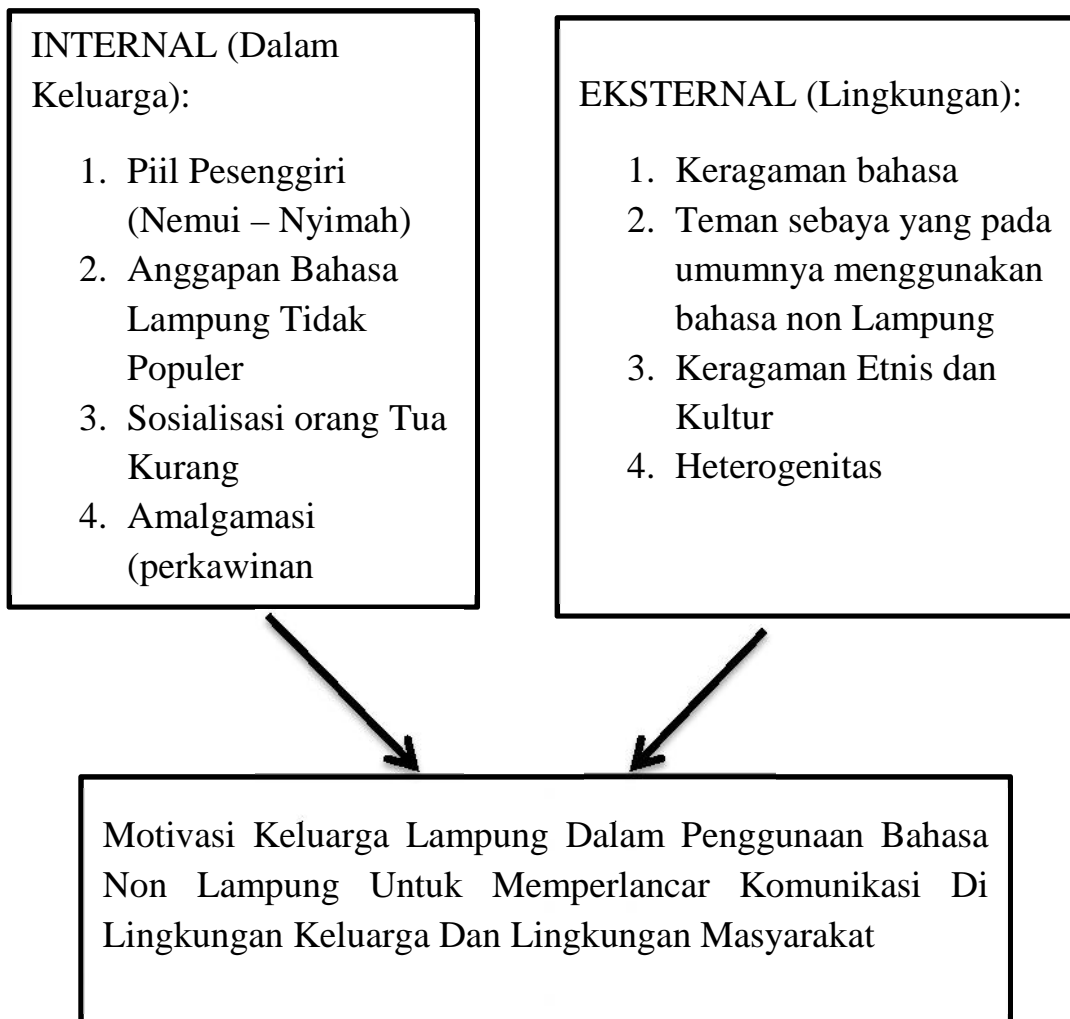 INTERNAL (Dalam
Keluarga):
1. Piil Pesenggiri
(Nemui – Nyimah)
2. Anggapan Bahasa
Lampung Tidak
Populer
3. Sosialisasi orang Tua
Kurang
4. Amalgamasi
(perkawinan
EKSTERNAL (Lingkungan):
1. Keragaman bahasa
2. Teman sebaya yang pada
umumnya menggunakan
bahasa non Lampung
3. Keragaman Etnis dan
Kultur
4. Heterogenitas
Motivasi Keluarga Lampung Dalam Penggunaan Bahasa
Non Lampung Untuk Memperlancar Komunikasi Di
Lingkungan Keluarga Dan Lingkungan Masyarakat